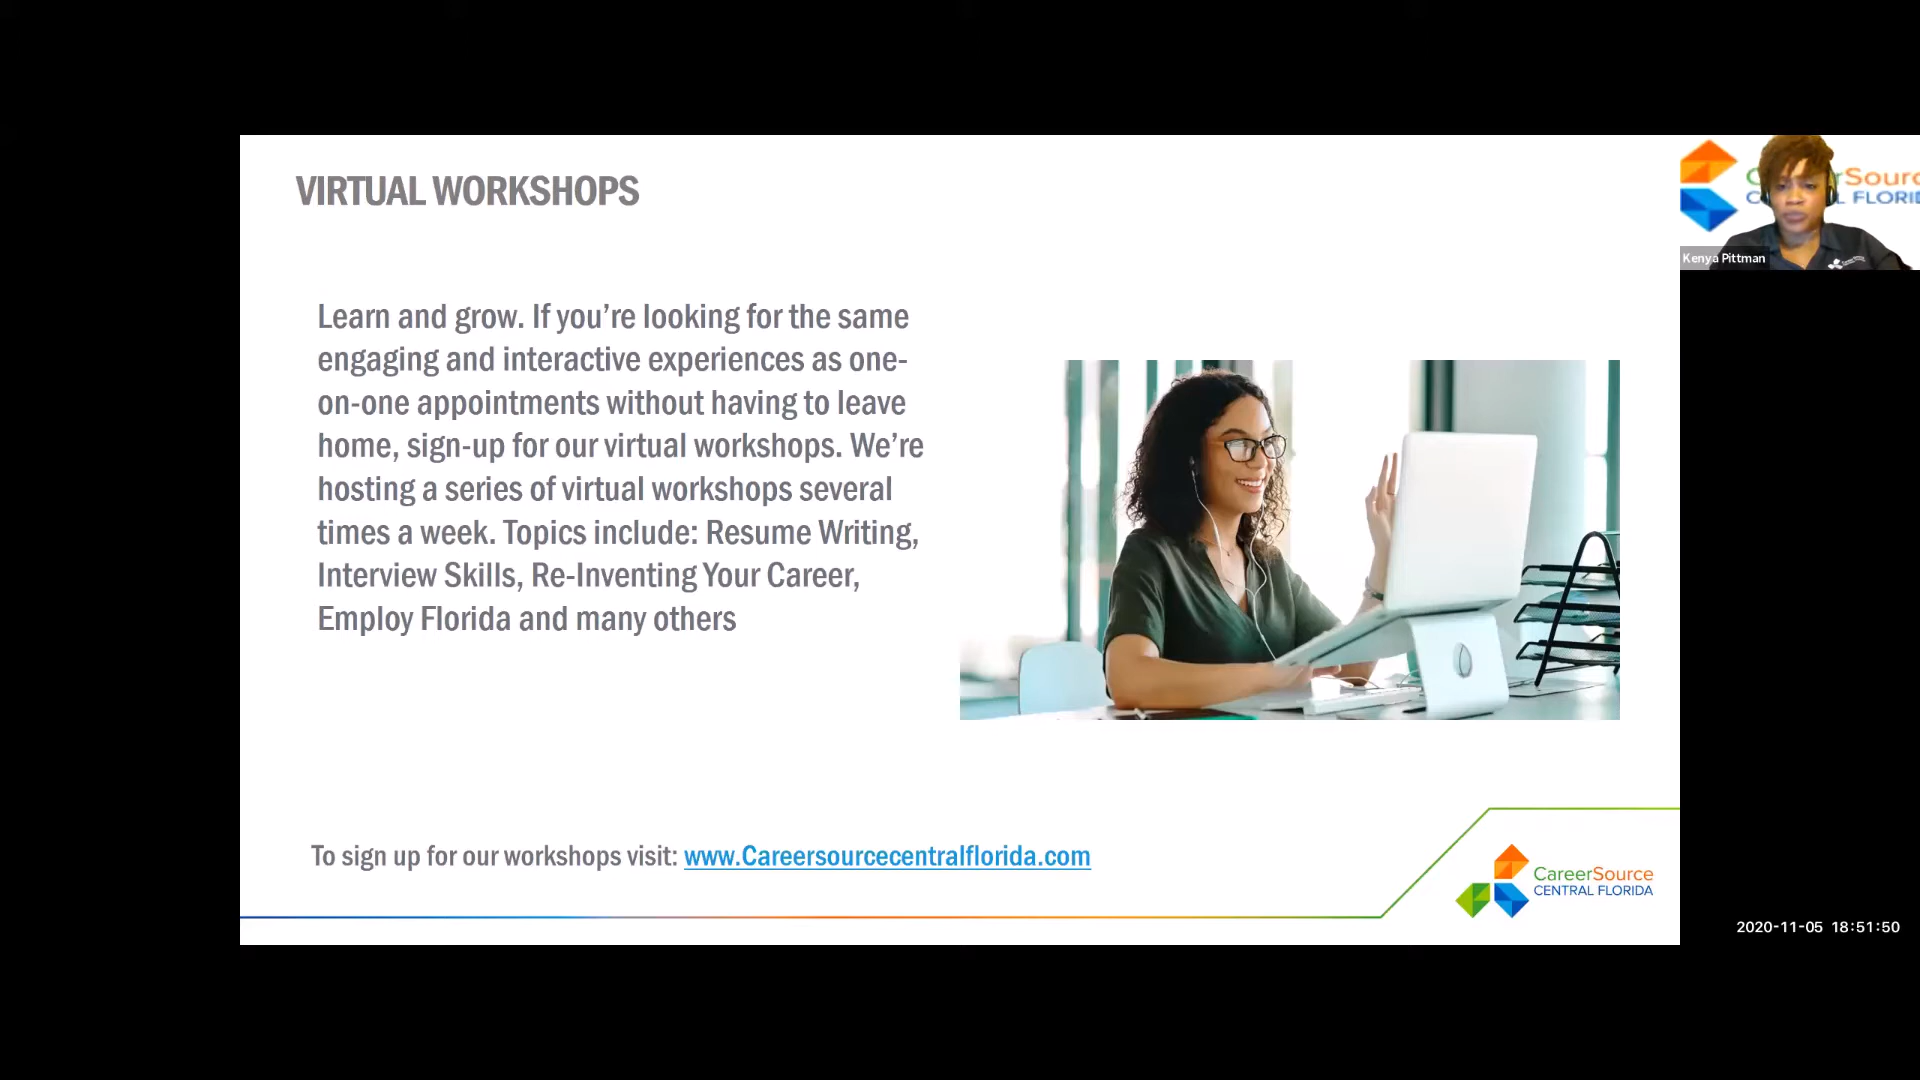 VIRTUAL WORKSHOPS
Learn and grow. If you’re looking for the same
engaging and interactive experiences as one-
on-one appointments without having to leave
home, sign-up for our virtual workshops. We’re
hosting a series of virtual workshops several
times a week. Topics include: Resume Writing,
Interview Skills, Re-Inventing Your Career,
Employ Florida and many others
To sign up for our workshops visit: www.Careersourcecentralflorida.com
CareerSource
CENTRAL FLORIDA
Kenya Pittman
2020-11-05 18:51:50